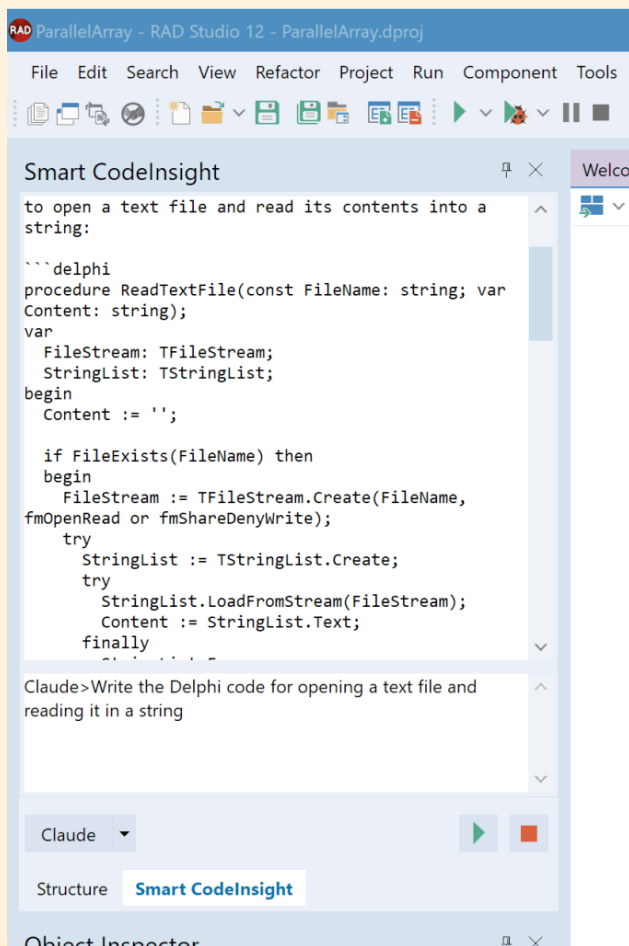 RAD ParallelArray - RAD Studio 12 - ParallelArray.dproj
File Edit Search View Refactor Project Run Component Tools
Smart CodeInsight
Welco
to open a text file and read its contents into a
string:
```delphi
procedure ReadTextFile(const FileName: string; var
Content: string);
var
  FileStream: TFileStream;
  StringList: TStringList;
begin
  Content := '';
  if FileExists(FileName) then
  begin
    FileStream := TFileStream.Create(FileName,
fmOpenRead or fmShareDenyWrite);
    try
      StringList := TStringList.Create;
      try
        StringList.LoadFromStream(FileStream);
        Content := StringList.Text;
      finally
Claude>Write the Delphi code for opening a text file and
reading it in a string
Claude
Structure Smart CodeInsight
Object Inspector